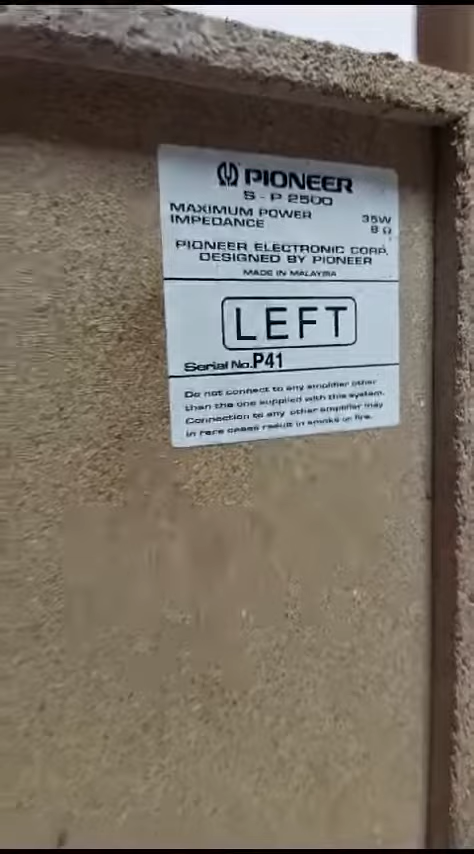 PIONEER
S-P 2500
MAXIMUM POWER 35W
IMPEDANCE 8 Ω
PIONEER ELECTRONIC CORP.
DESIGNED BY PIONEER
MADE IN MALAYSIA
LEFT
Serial No.P41
Do not connect to any amplifier other
than the one supplied with this system.
Connection to any other amplifier may
in rare cases result in smoke or fire.